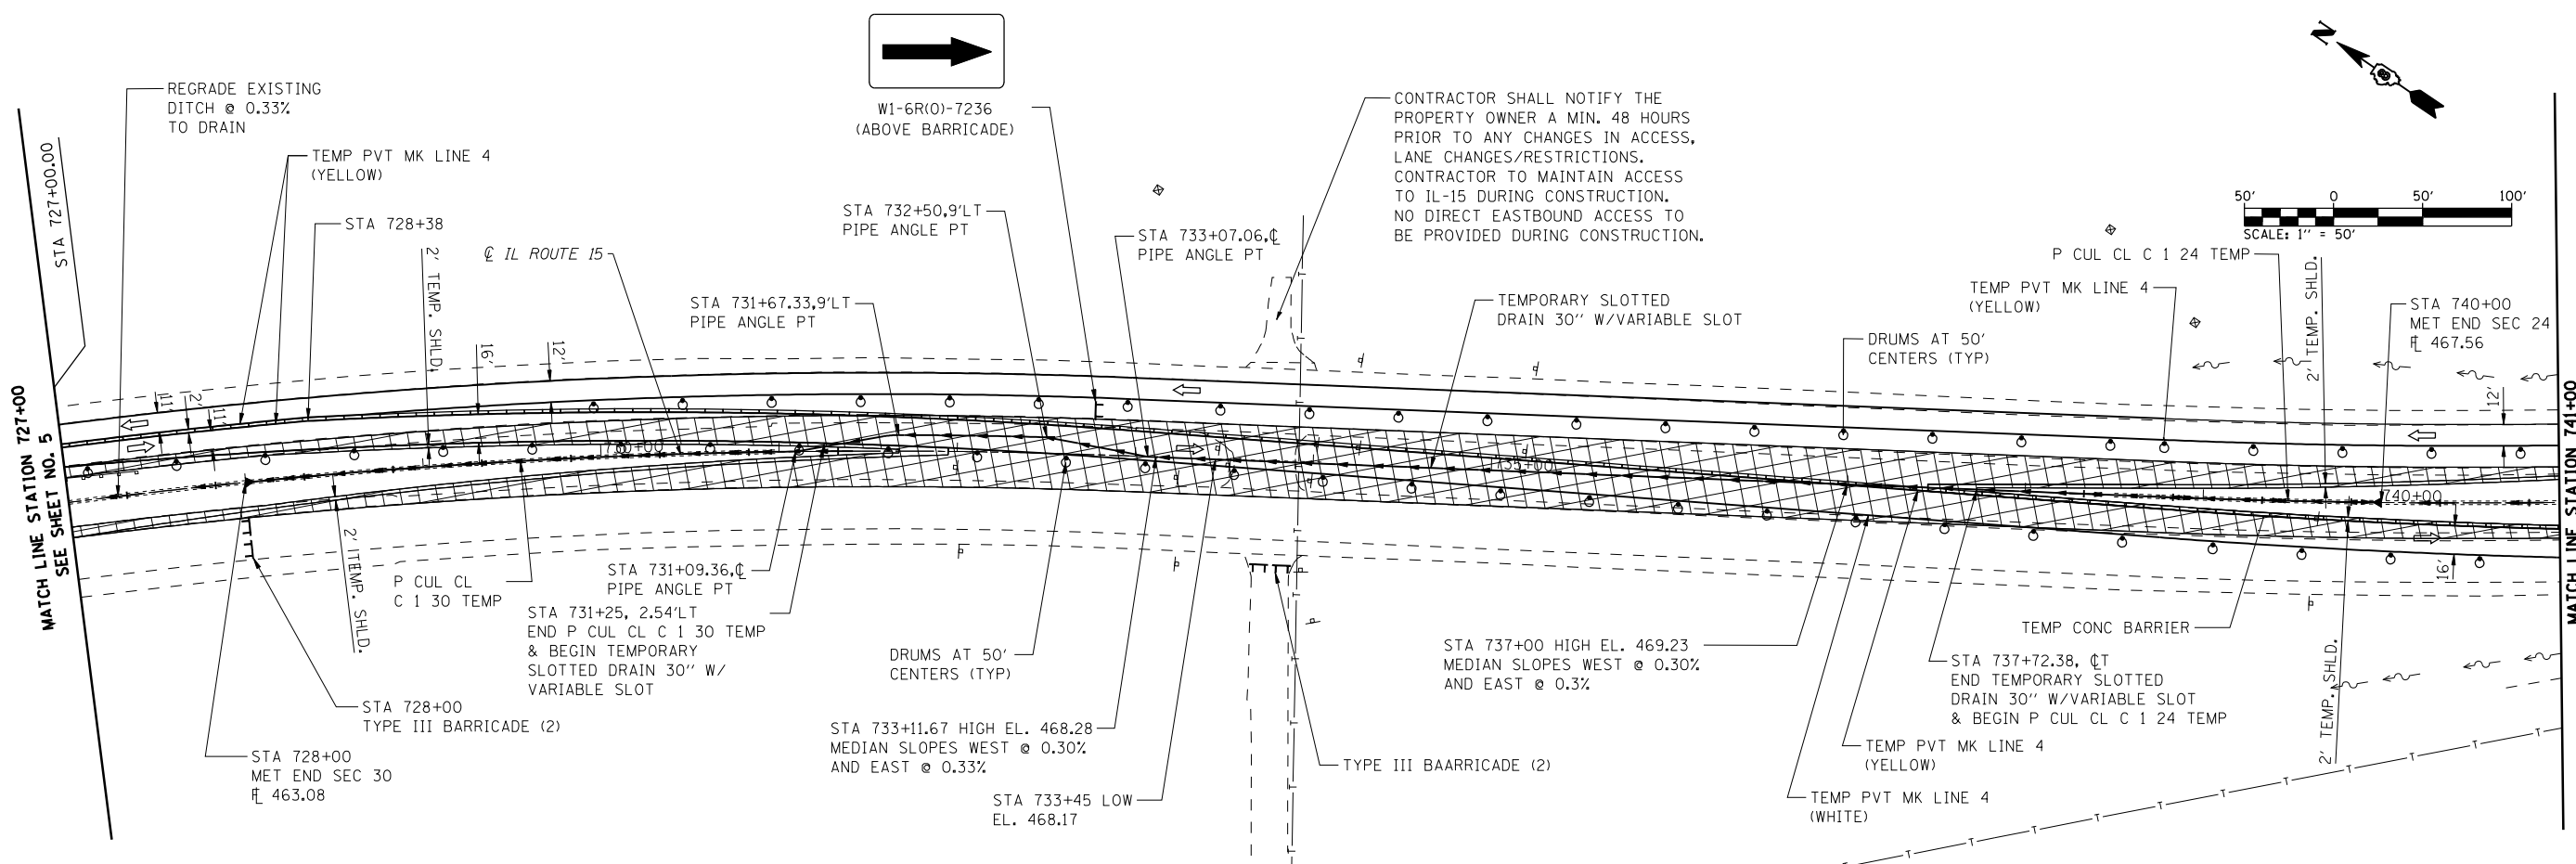 REGRADE EXISTING
DITCH @ 0.33%
TO DRAIN
STA 727+00.00
MATCH LINE STATION 727+00
SEE SHEET NO. 5
TEMP PVT MK LINE 4
(YELLOW)
STA 728+38
2' TEMP. SHLD.
℄ IL ROUTE 15
16'
12'
11'
2'
11'
W1-6R(O)-7236
(ABOVE BARRICADE)
STA 732+50,9'LT
PIPE ANGLE PT
STA 731+67.33,9'LT
PIPE ANGLE PT
STA 733+07.06,℄
PIPE ANGLE PT
CONTRACTOR SHALL NOTIFY THE
PROPERTY OWNER A MIN. 48 HOURS
PRIOR TO ANY CHANGES IN ACCESS,
LANE CHANGES/RESTRICTIONS.
CONTRACTOR TO MAINTAIN ACCESS
TO IL-15 DURING CONSTRUCTION.
NO DIRECT EASTBOUND ACCESS TO
BE PROVIDED DURING CONSTRUCTION.
TEMPORARY SLOTTED
DRAIN 30'' W/VARIABLE SLOT
DRUMS AT 50'
CENTERS (TYP)
N
50' 0 50' 100'
SCALE: 1'' = 50'
P CUL CL C 1 24 TEMP
TEMP PVT MK LINE 4
(YELLOW)
2' TEMP. SHLD.
STA 740+00
MET END SEC 24
FL 467.56
12'
MATCH LINE STATION 741+00
730+00
735+00
740+00
16'
2' TEMP. SHLD.
P CUL CL
C 1 30 TEMP
STA 731+09.36,℄
PIPE ANGLE PT
STA 731+25, 2.54'LT
END P CUL CL C 1 30 TEMP
& BEGIN TEMPORARY
SLOTTED DRAIN 30'' W/
VARIABLE SLOT
STA 728+00
TYPE III BARRICADE (2)
STA 728+00
MET END SEC 30
FL 463.08
DRUMS AT 50'
CENTERS (TYP)
STA 733+11.67 HIGH EL. 468.28
MEDIAN SLOPES WEST @ 0.30%
AND EAST @ 0.33%
STA 733+45 LOW
EL. 468.17
TYPE III BAARRICADE (2)
STA 737+00 HIGH EL. 469.23
MEDIAN SLOPES WEST @ 0.30%
AND EAST @ 0.3%
TEMP CONC BARRIER
STA 737+72.38, ℄T
END TEMPORARY SLOTTED
DRAIN 30'' W/VARIABLE SLOT
& BEGIN P CUL CL C 1 24 TEMP
TEMP PVT MK LINE 4
(YELLOW)
TEMP PVT MK LINE 4
(WHITE)
2' TEMP. SHLD.